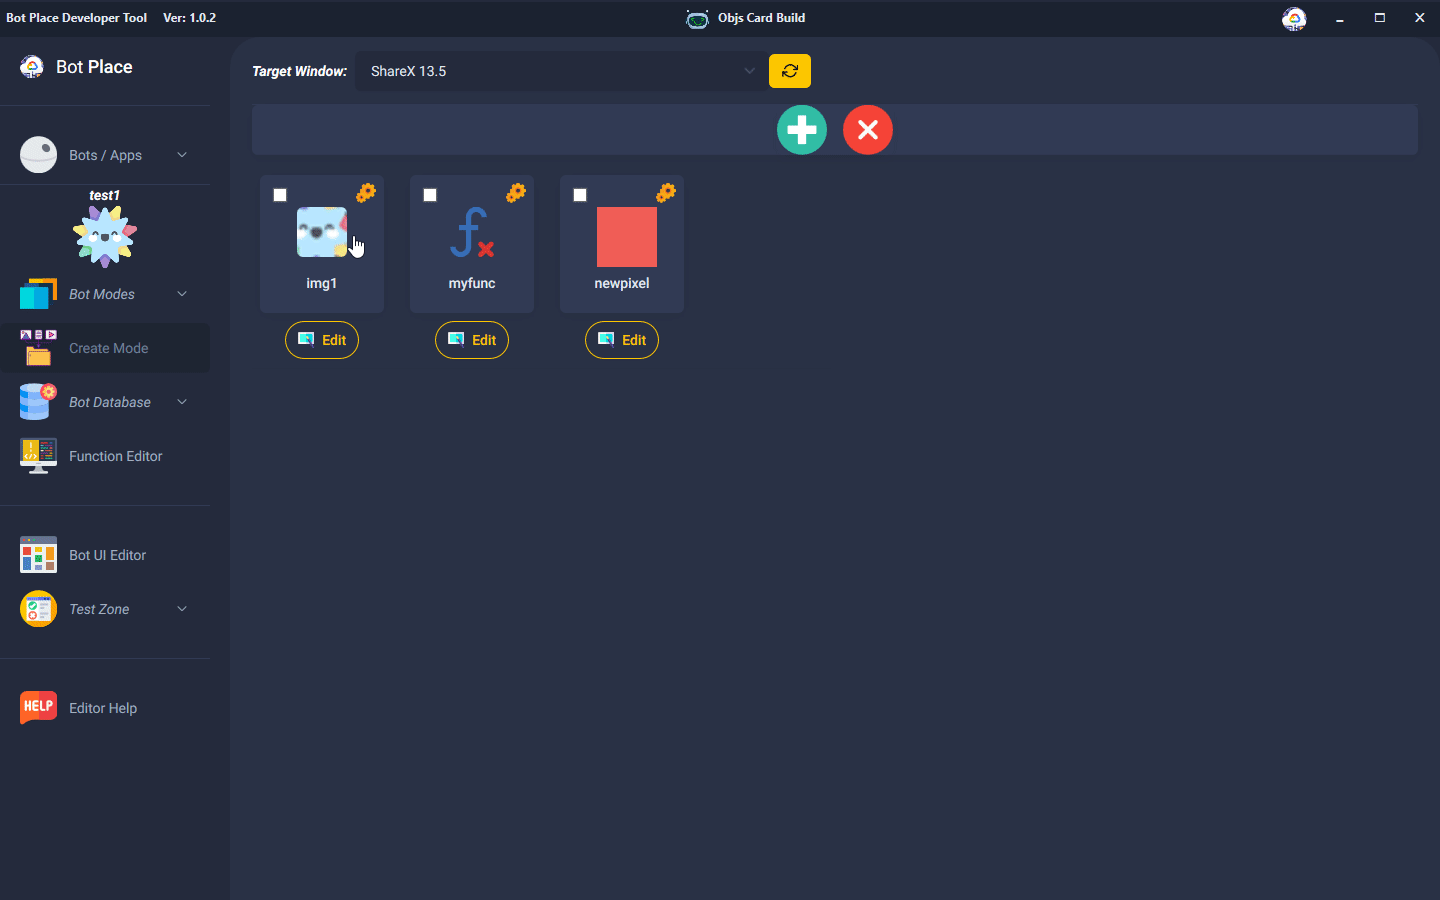 Bot Place Developer Tool Ver: 1.0.2
Objs Card Build
Bot Place
Target Window: ShareX 13.5
Bots / Apps
test1
Bot Modes
Create Mode
Bot Database
Function Editor
Bot UI Editor
Test Zone
HELP Editor Help
img1 myfunc newpixel
Edit Edit Edit